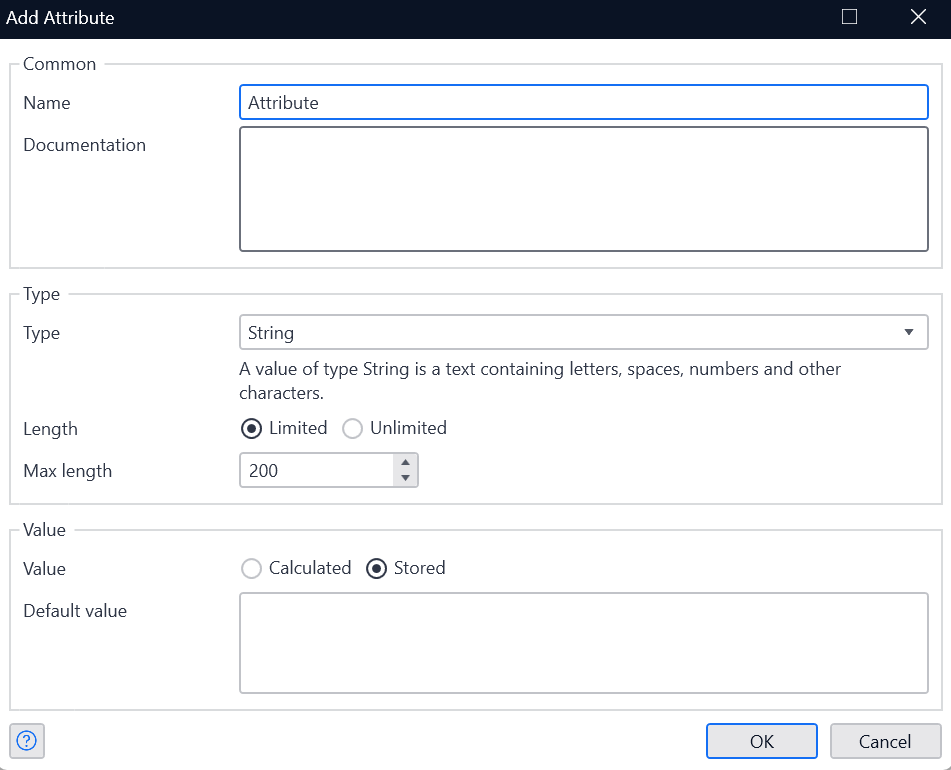 Add Attribute
Common
Name
Attribute
Documentation
Type
Type
String
A value of type String is a text containing letters, spaces, numbers and other
characters.
Length
Limited
Unlimited
Max length
200
Value
Value
Calculated
Stored
Default value
?
OK
Cancel